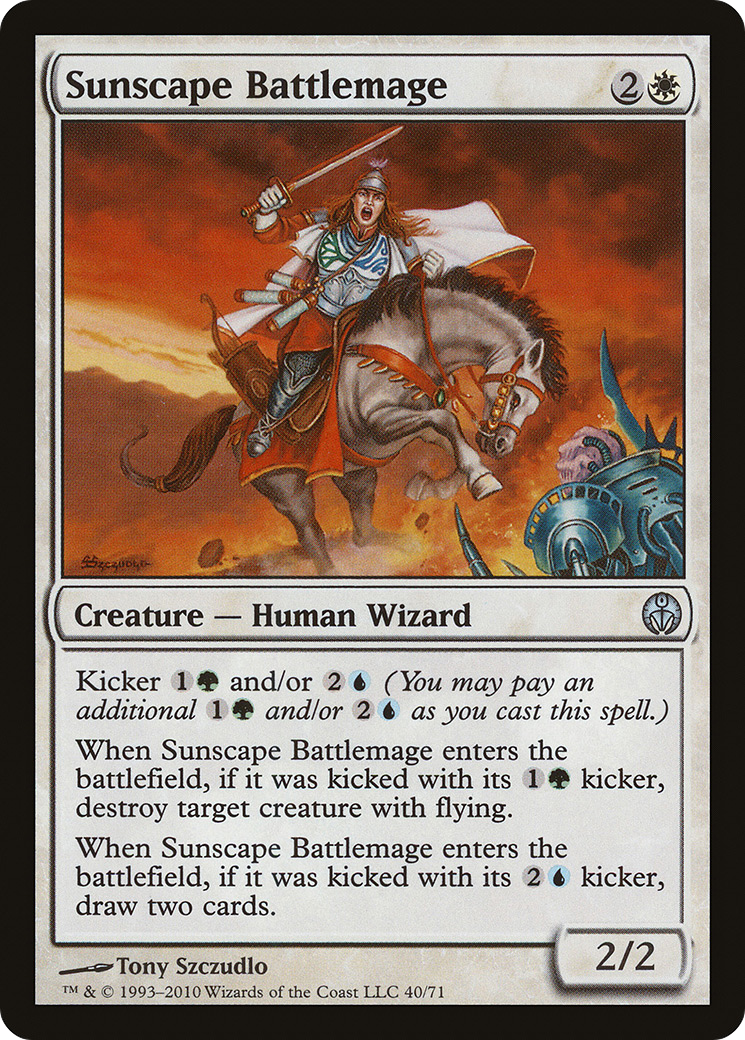 Sunscape Battlemage 2
SZCZUDLO
Creature — Human Wizard
Kicker 1 and/or 2 (You may pay an
additional 1 and/or 2 as you cast this spell.)
When Sunscape Battlemage enters the
battlefield, if it was kicked with its 1 kicker,
destroy target creature with flying.
When Sunscape Battlemage enters the
battlefield, if it was kicked with its 2 kicker,
draw two cards.
2/2
Tony Szczudlo
™ & © 1993–2010 Wizards of the Coast LLC 40/71